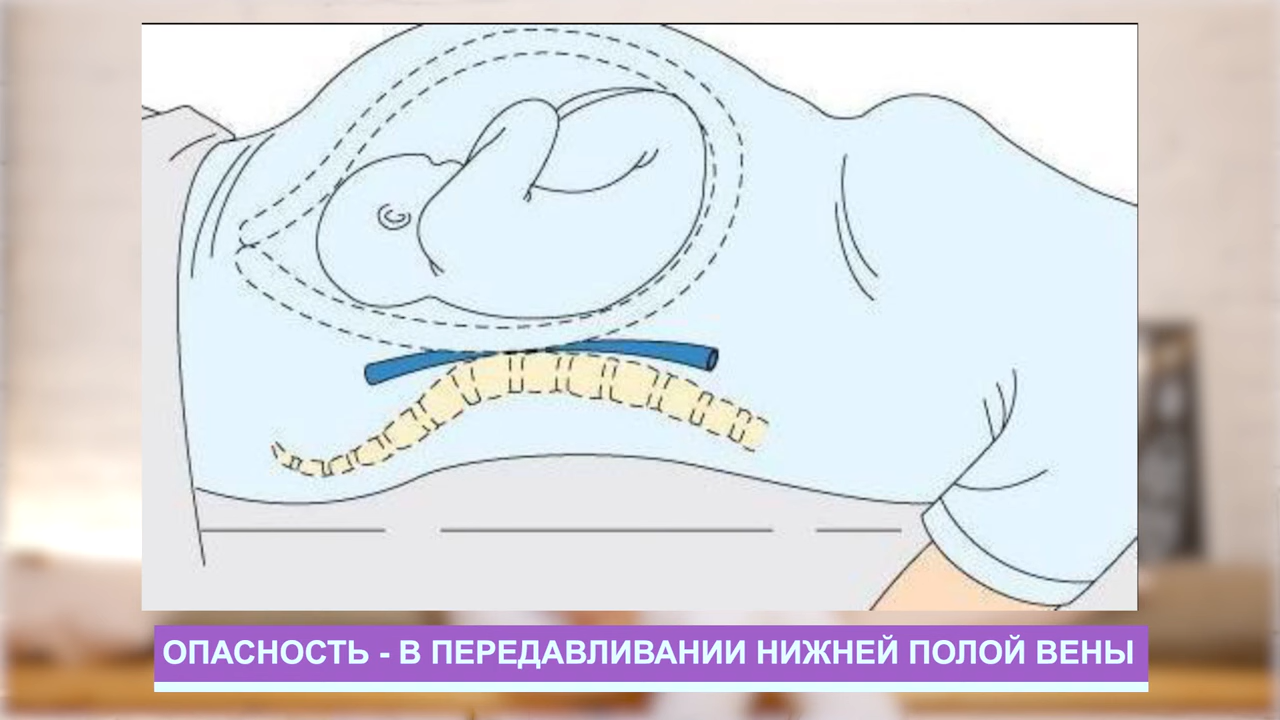 ОПАСНОСТЬ - В ПЕРЕДАВЛИВАНИИ НИЖНЕЙ ПОЛОЙ ВЕНЫ